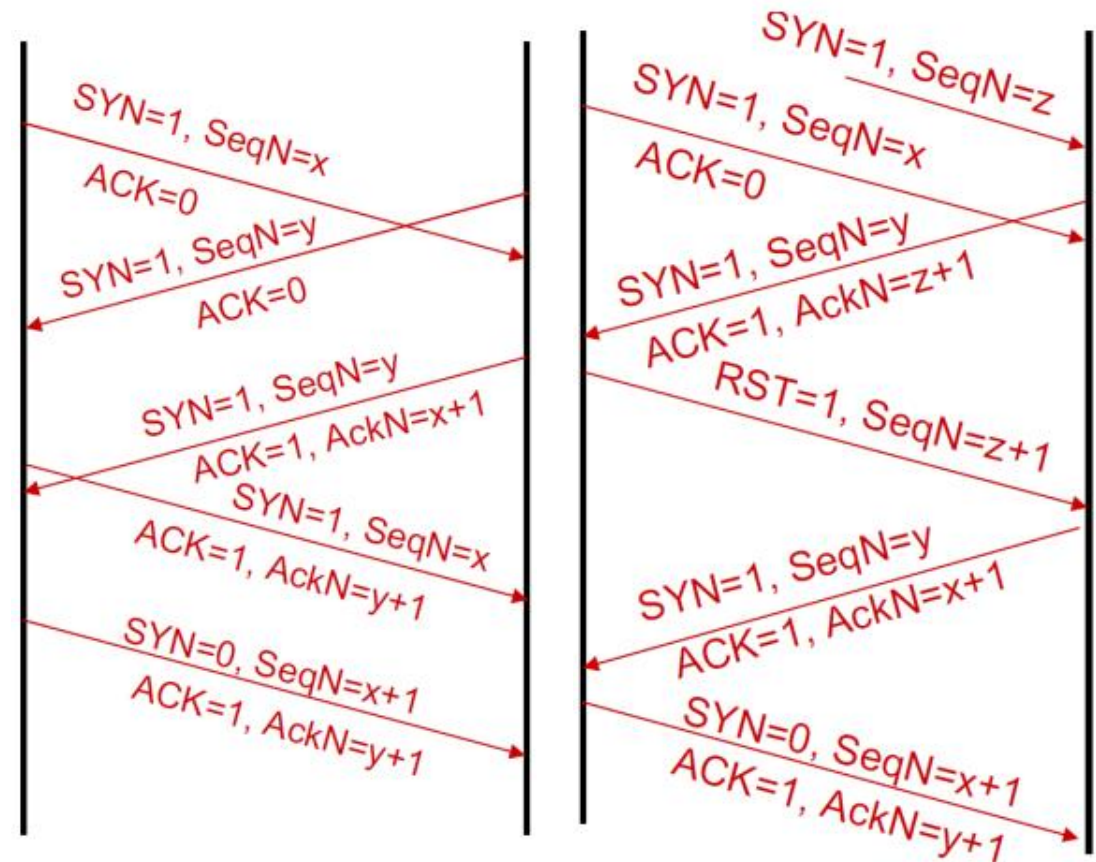 SYN=1, SeqN=x
ACK=0
SYN=1, SeqN=y
ACK=0
SYN=1, SeqN=y
ACK=1, AckN=x+1
SYN=1, SeqN=x
ACK=1, AckN=y+1
SYN=0, SeqN=x+1
ACK=1, AckN=y+1
SYN=1, SeqN=z
SYN=1, SeqN=x
ACK=0
SYN=1, SeqN=y
ACK=1, AckN=z+1
RST=1, SeqN=z+1
SYN=1, SeqN=y
ACK=1, AckN=x+1
SYN=0, SeqN=x+1
ACK=1, AckN=y+1